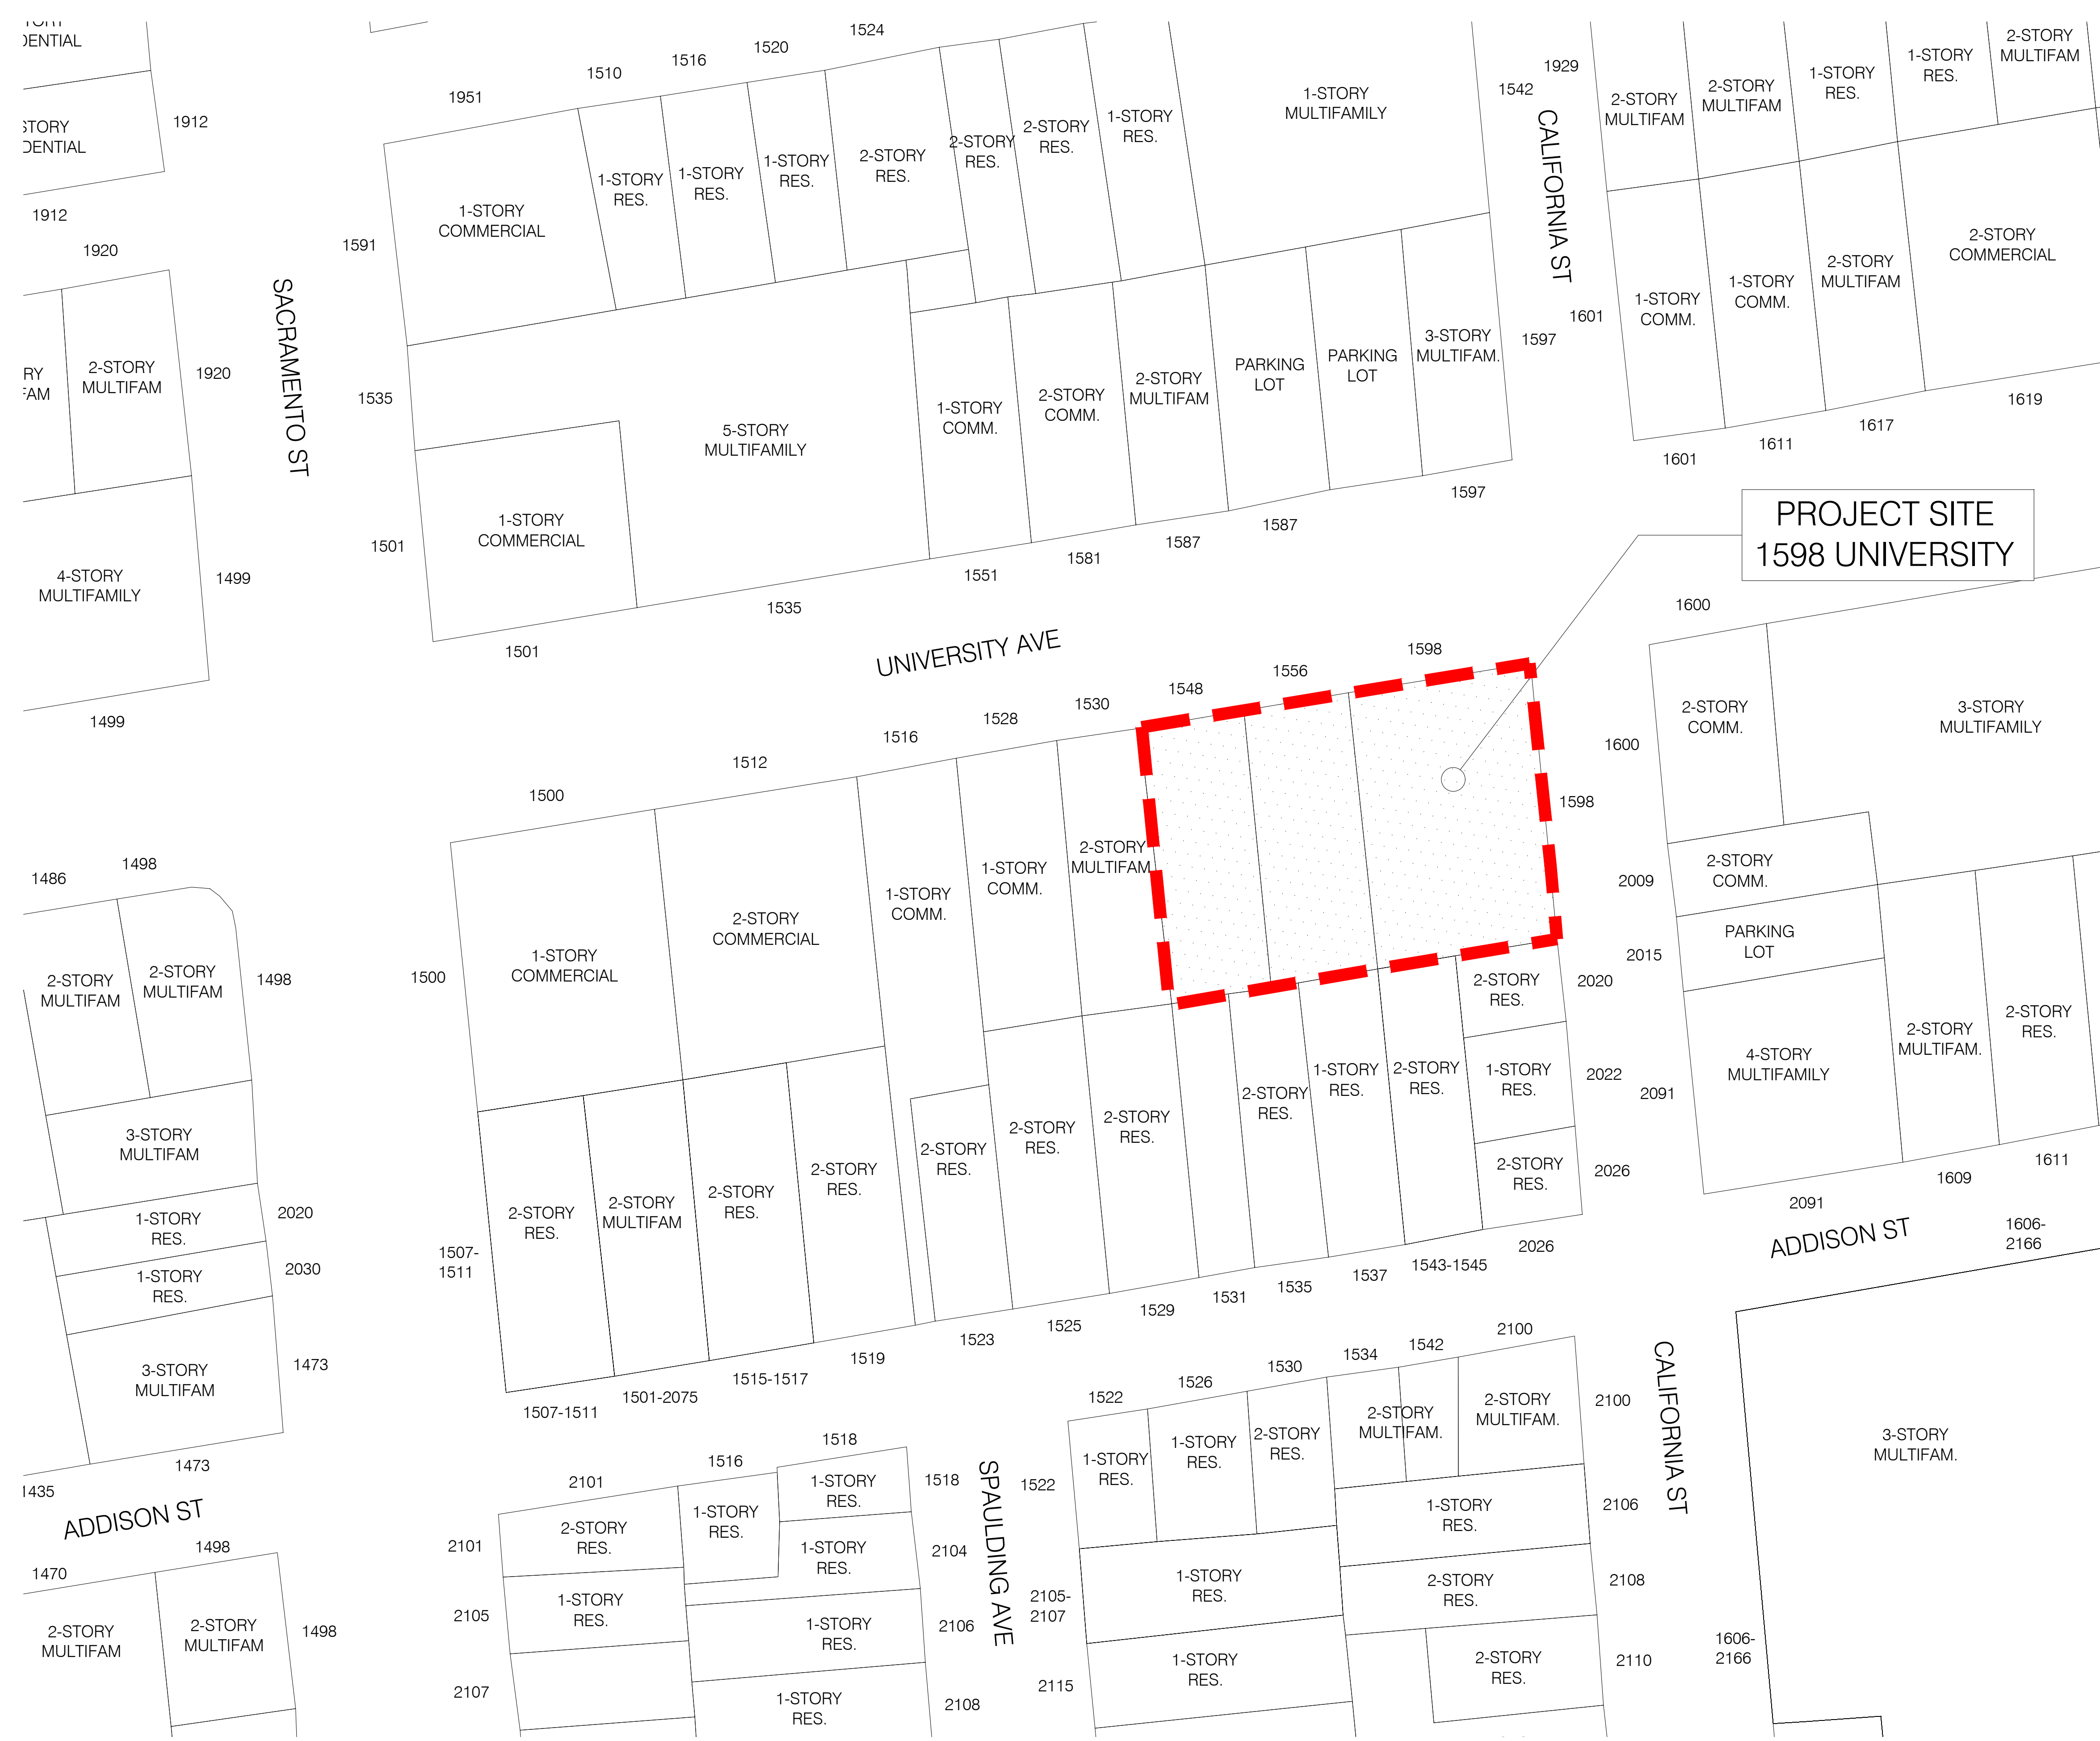 DENTIAL
1912
STORY
DENTIAL
1912
1920
1920
2-STORY
MULTIFAM
RY
FAM
4-STORY
MULTIFAMILY
1499
1499
SACRAMENTO ST
1951
1510
1516
1520
1524
1591
1-STORY
COMMERCIAL
1-STORY
RES.
1-STORY
RES.
1-STORY
RES.
2-STORY
RES.
2-STORY
RES.
2-STORY
RES.
1-STORY
RES.
1-STORY
MULTIFAMILY
1542
1535
5-STORY
MULTIFAMILY
1-STORY
COMM.
2-STORY
COMM.
2-STORY
MULTIFAM
PARKING
LOT
PARKING
LOT
3-STORY
MULTIFAM.
1597
1501
1-STORY
COMMERCIAL
1501
1535
1551
1581
1587
1587
1597
CALIFORNIA ST
1929
2-STORY
MULTIFAM
2-STORY
MULTIFAM
1-STORY
RES.
1-STORY
RES.
2-STORY
MULTIFAM
1601
1-STORY
COMM.
1-STORY
COMM.
2-STORY
MULTIFAM
2-STORY
COMMERCIAL
1601
1611
1617
1619
PROJECT SITE
1598 UNIVERSITY
UNIVERSITY AVE
1500
1512
1516
1528
1530
1548
1556
1598
1500
1-STORY
COMMERCIAL
2-STORY
COMMERCIAL
1-STORY
COMM.
1-STORY
COMM.
2-STORY
MULTIFAM
1598
1600
1600
2-STORY
COMM.
3-STORY
MULTIFAMILY
2009
2-STORY
COMM.
2015
PARKING
LOT
2091
4-STORY
MULTIFAMILY
2-STORY
MULTIFAM.
2-STORY
RES.
2091
1609
1611
1486
1498
2-STORY
MULTIFAM
2-STORY
MULTIFAM
1498
3-STORY
MULTIFAM
1-STORY
RES.
2020
1-STORY
RES.
2030
3-STORY
MULTIFAM
1473
1473
1435
1507-
1511
2-STORY
RES.
2-STORY
MULTIFAM
2-STORY
RES.
2-STORY
RES.
2-STORY
RES.
2-STORY
RES.
2-STORY
RES.
2-STORY
RES.
1-STORY
RES.
2-STORY
RES.
2-STORY
RES.
2020
1-STORY
RES.
2022
2-STORY
RES.
2026
1507-1511
1501-2075
1515-1517
1519
1523
1525
1529
1531
1535
1537
1543-1545
2026
ADDISON ST
1606-
2166
ADDISON ST
1470
1498
2-STORY
MULTIFAM
2-STORY
MULTIFAM
1498
2101
1516
1518
2101
2-STORY
RES.
1-STORY
RES.
1-STORY
RES.
1518
1-STORY
RES.
2104
2105
1-STORY
RES.
1-STORY
RES.
2106
2107
1-STORY
RES.
2108
SPAULDING AVE
1522
1526
1530
1534
1542
2100
1522
1-STORY
RES.
1-STORY
RES.
2-STORY
RES.
2-STORY
MULTIFAM.
2-STORY
MULTIFAM.
2100
1-STORY
RES.
2106
2105-
2107
1-STORY
RES.
2-STORY
RES.
2108
2115
1-STORY
RES.
2-STORY
RES.
2110
CALIFORNIA ST
3-STORY
MULTIFAM.
1606-
2166